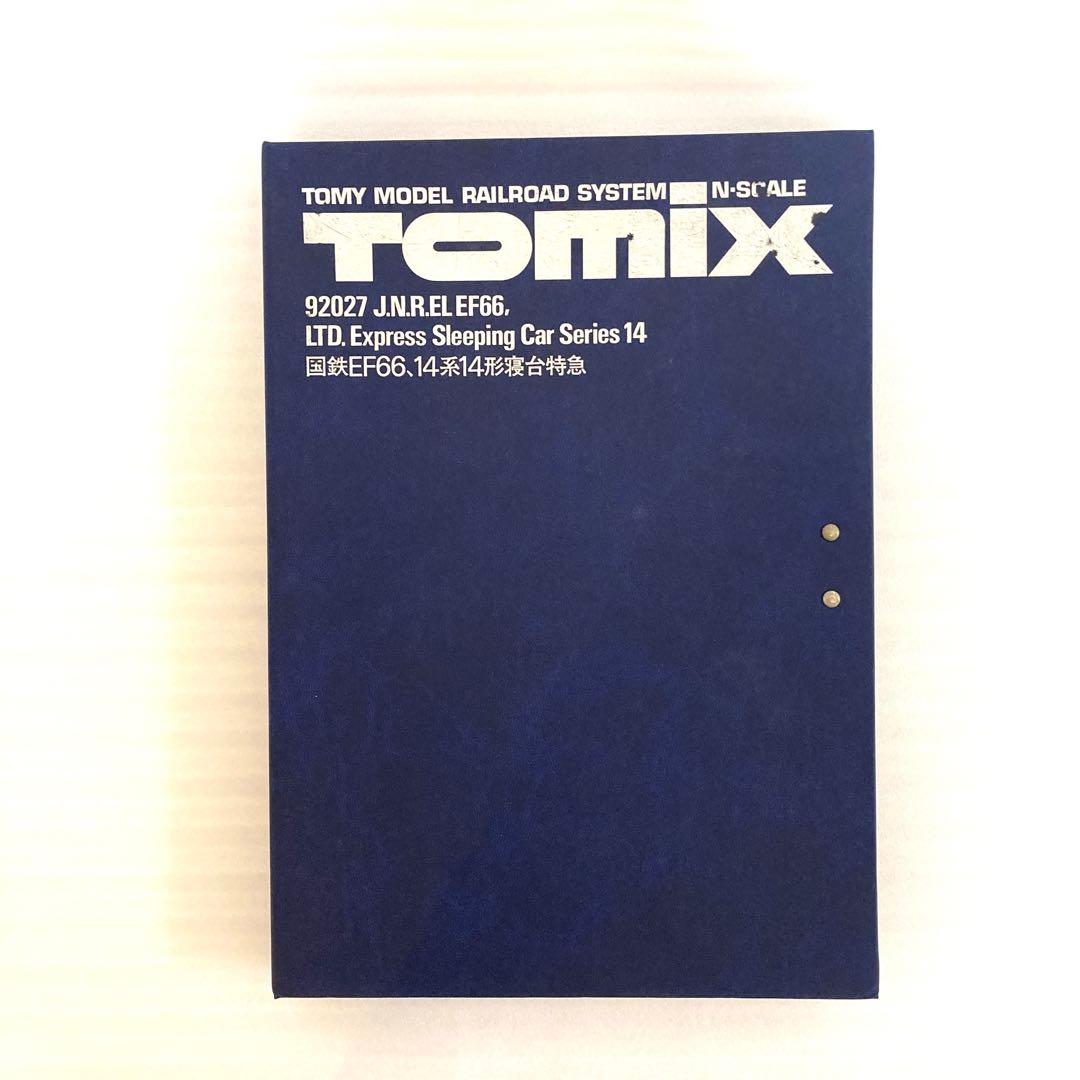 TOMY MODEL RAILROAD SYSTEM N·SCALE
TOMIX
92027 J.N.R.EL EF66,
LTD. Express Sleeping Car Series 14
国鉄EF66、14系14形寝台特急